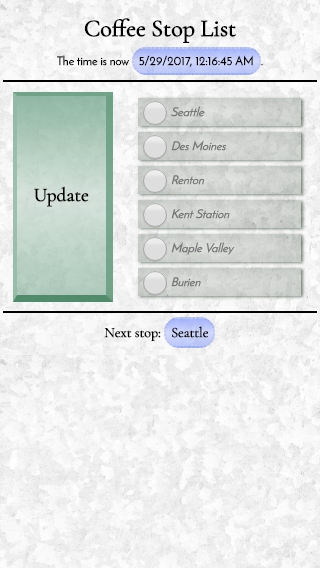 Coffee Stop List
The time is now 5/29/2017, 12:16:45 AM.
Update
Seattle
Des Moines
Renton
Kent Station
Maple Valley
Burien
Next stop: Seattle